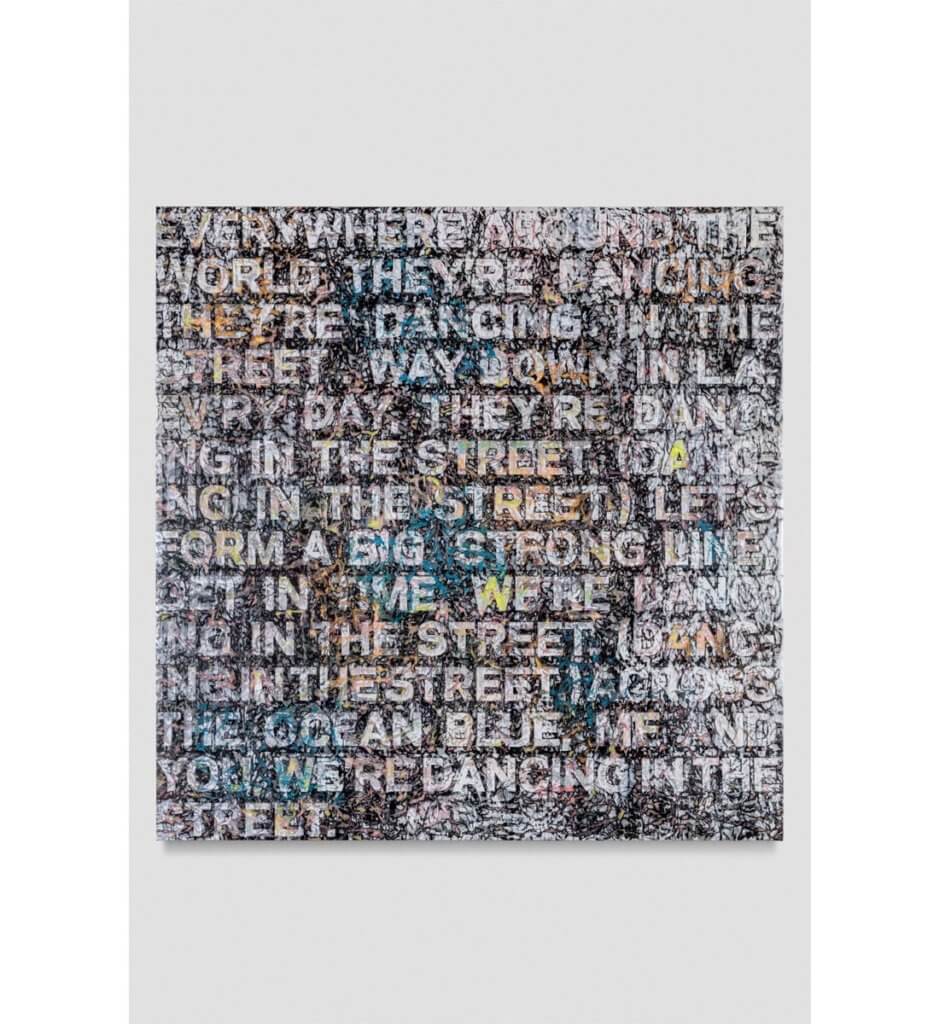 EVERYWHERE AROUND THE
WORLD, THEY'RE DANCING.
THEY'RE DANCING IN THE
STREET. WAY DOWN IN L.A.
EVERY DAY, THEY'RE DANC-
ING IN THE STREET. (DANC-
ING IN THE STREET.) LET'S
FORM A BIG, STRONG LINE,
GET IN TIME, WE'RE DANC-
ING IN THE STREET. (DANC-
ING IN THE STREET.) ACROSS
THE OCEAN BLUE, ME AND
YOU, WE'RE DANCING IN THE
STREET.